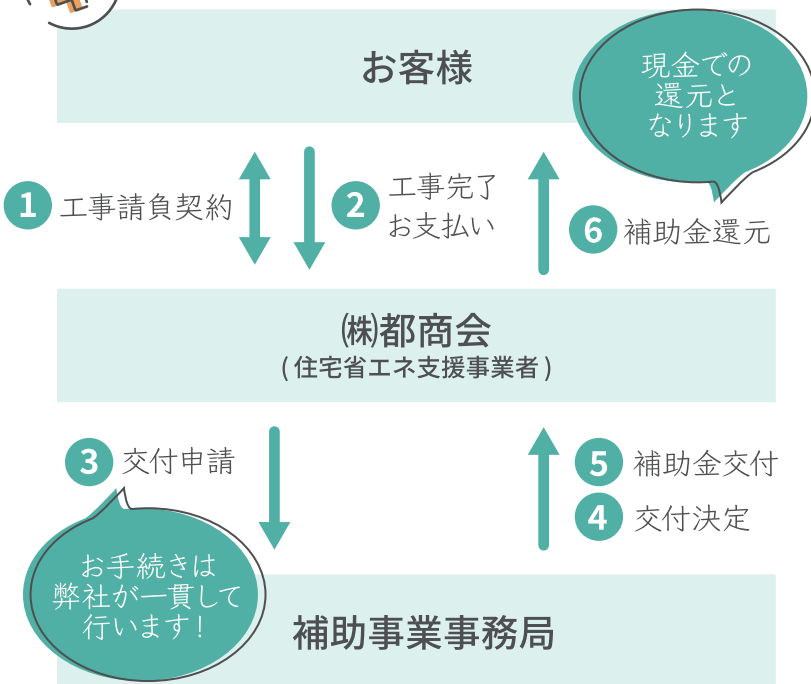 お客様
現金での
還元と
なります
1 工事請負契約
2 工事完了
お支払い
6 補助金還元
㈱都商会
(住宅省エネ支援事業者)
3 交付申請
5 補助金交付
4 交付決定
お手続きは
弊社が一貫して
行います!
補助事業事務局